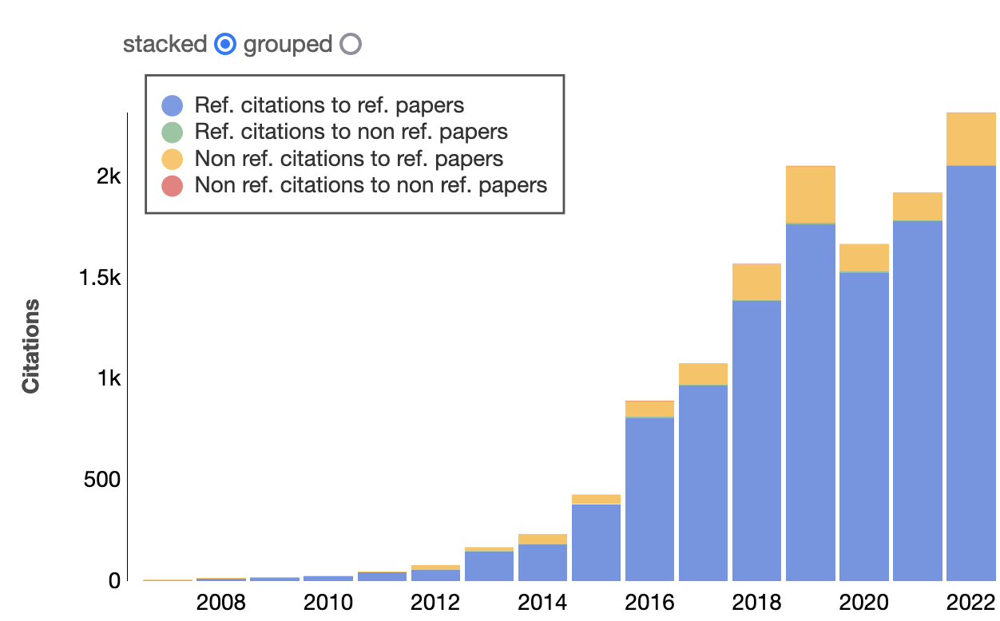 stacked grouped
Ref. citations to ref. papers
Ref. citations to non ref. papers
Non ref. citations to ref. papers
Non ref. citations to non ref. papers
2k
1.5k
1k
500
0
Citations
2008 2010 2012 2014 2016 2018 2020 2022